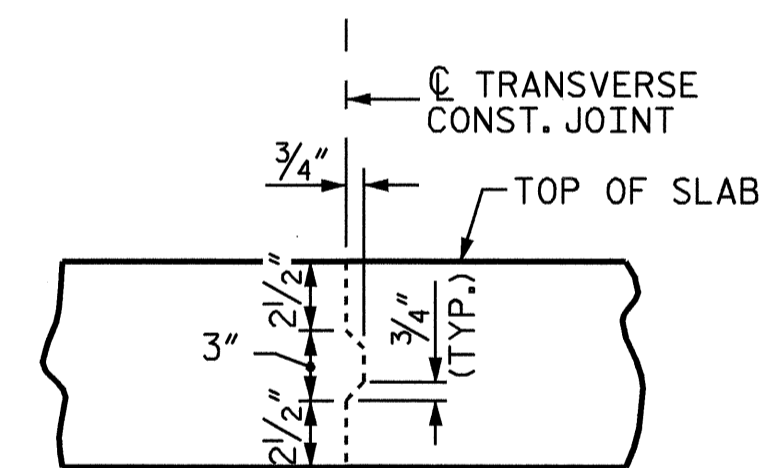 ℄ TRANSVERSE
CONST. JOINT
3/4"
TOP OF SLAB
2 1/2"
3"
2 1/2"
3/4"
(TYP.)